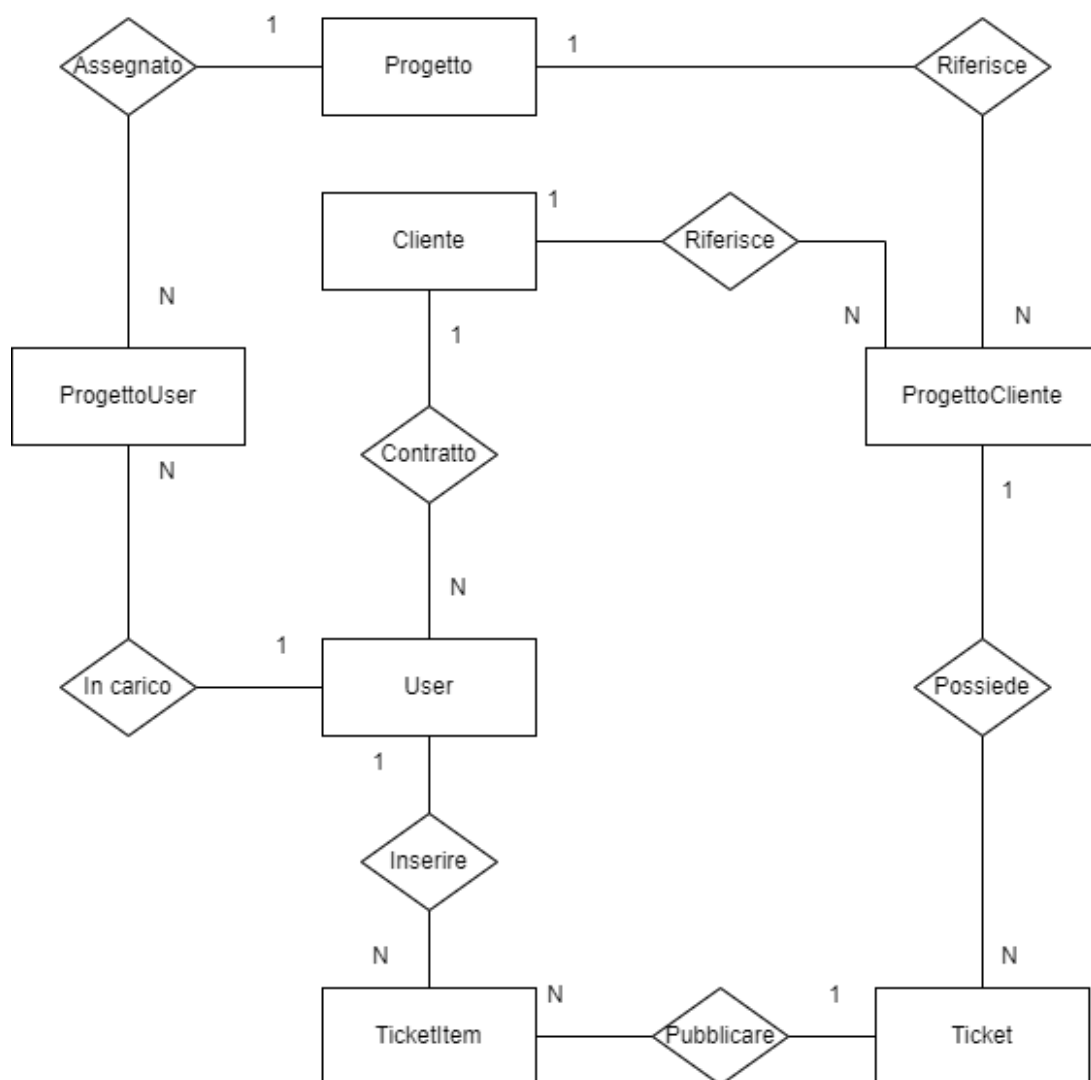 1
Assegnato
Progetto
1
Riferisce
1
Cliente
Riferisce
N
N
N
1
ProgettoUser
ProgettoCliente
N
Contratto
1
N
1
In carico
User
Possiede
1
Inserire
N
N
1
N
TicketItem
Pubblicare
Ticket